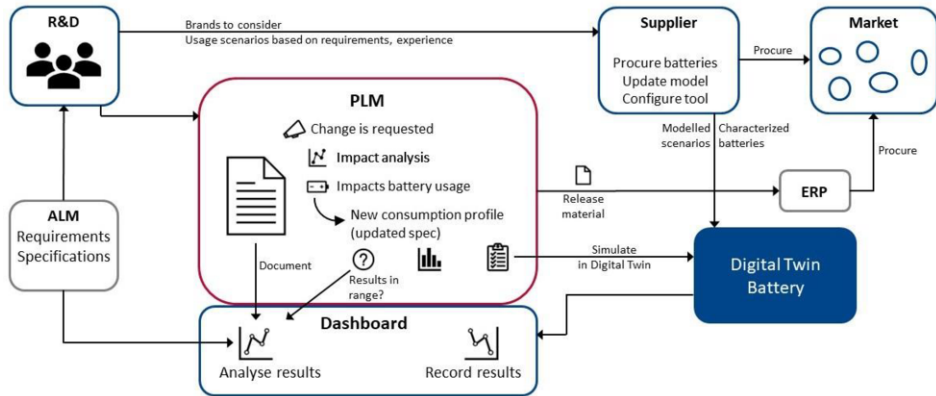 R&D
Brands to consider
Usage scenarios based on requirements, experience
Supplier
Procure batteries
Update model
Configure tool
Procure
Market
PLM
Change is requested
Impact analysis
Impacts battery usage
New consumption profile
(updated spec)
Results in
range?
Document
Modelled
scenarios
Characterized
batteries
Procure
Release
material
ERP
ALM
Requirements
Specifications
Simulate
in Digital Twin
Digital Twin
Battery
Dashboard
Analyse results
Record results